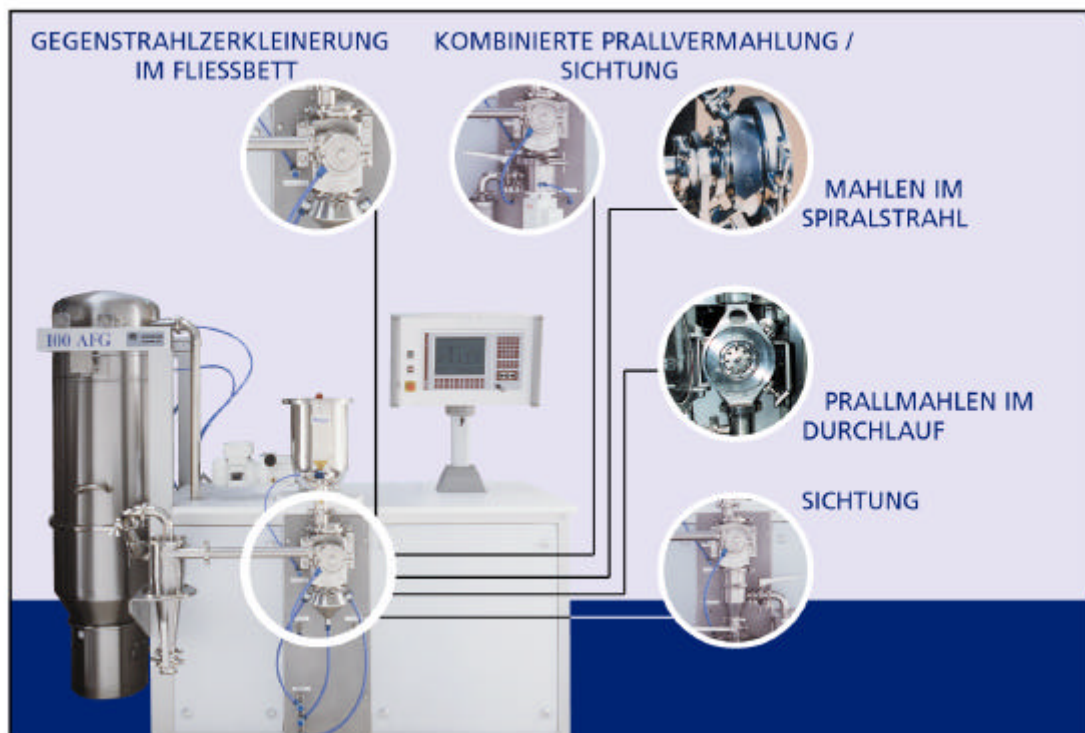 GEGENSTRAHLZERKLEINERUNG
IM FLIESSBETT
KOMBINIERTE PRALLVERMAHLUNG /
SICHTUNG
MAHLEN IM
SPIRALSTRAHL
100 AFG
PRALLMAHLEN IM
DURCHLAUF
SICHTUNG